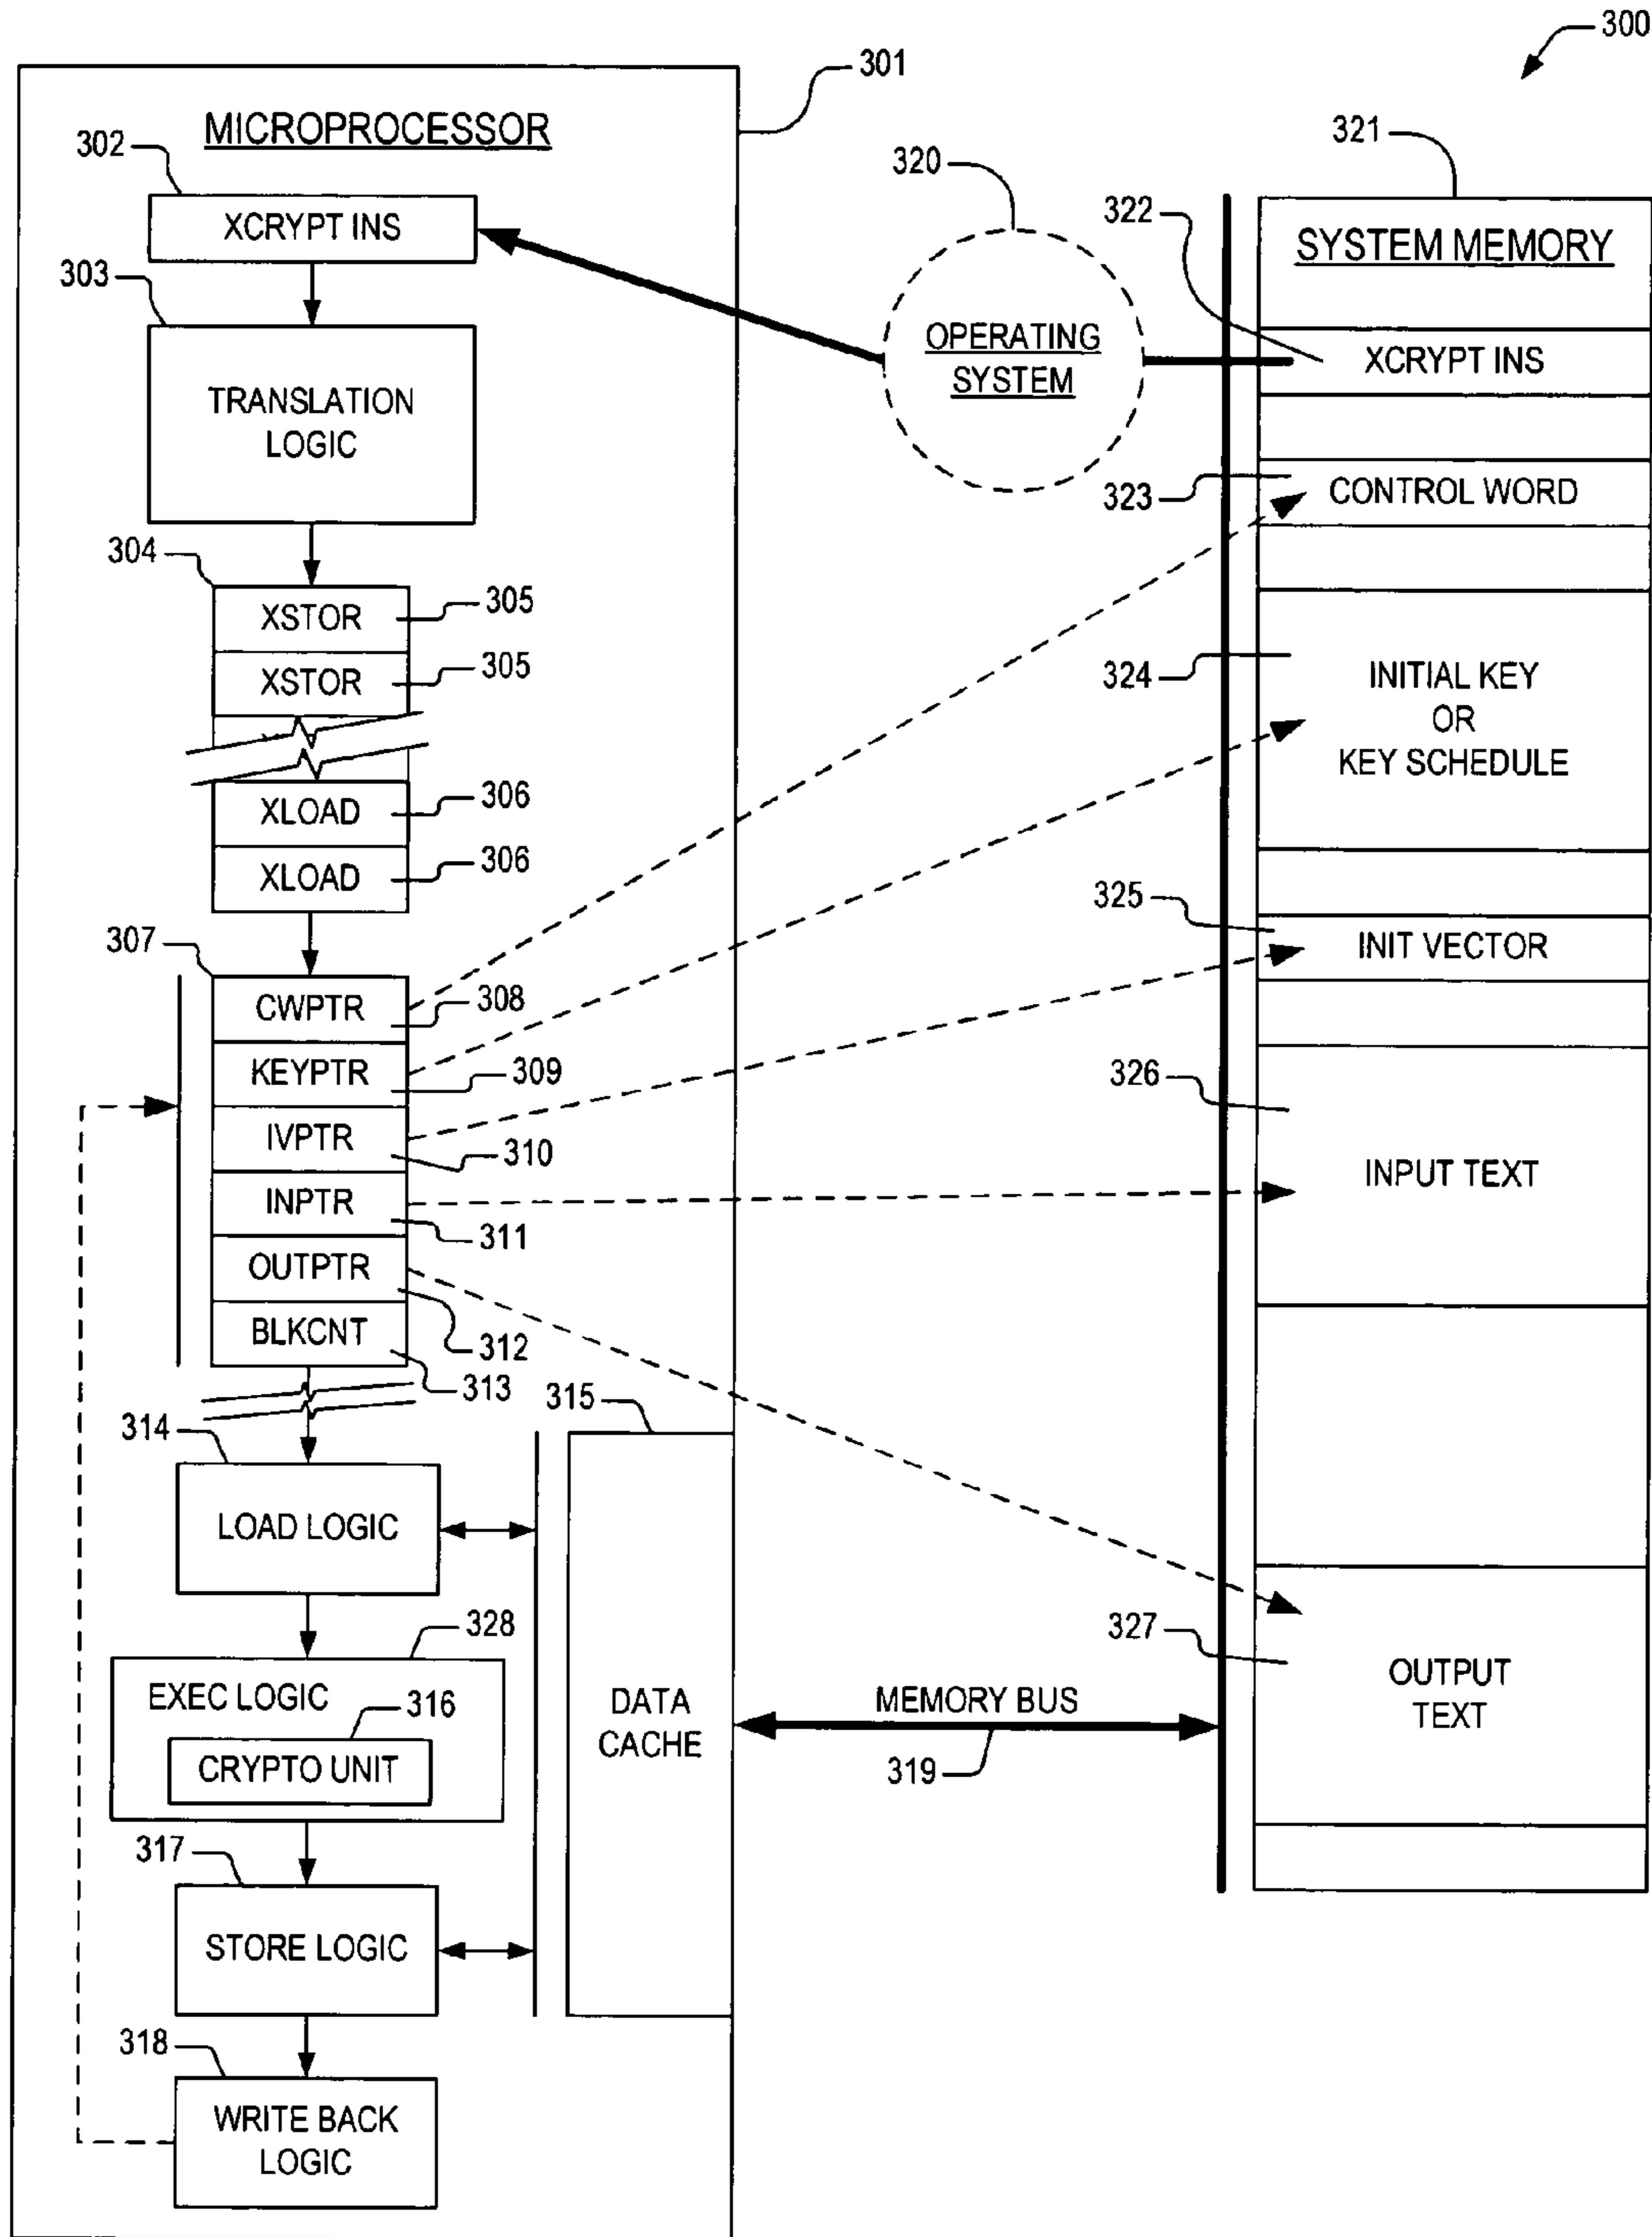 300
301
MICROPROCESSOR
302
XCRYPT INS
303
TRANSLATION
LOGIC
304
XSTOR
305
XSTOR
305
XLOAD
306
XLOAD
306
307
CWPTR
308
KEYPTR
309
IVPTR
310
INPTR
311
OUTPTR
312
BLKCNT
313
314
LOAD LOGIC
315
DATA
CACHE
328
EXEC LOGIC
316
CRYPTO UNIT
317
STORE LOGIC
318
WRITE BACK
LOGIC
320
OPERATING
SYSTEM
MEMORY BUS
319
321
SYSTEM MEMORY
322
XCRYPT INS
323
CONTROL WORD
324
INITIAL KEY
OR
KEY SCHEDULE
325
INIT VECTOR
326
INPUT TEXT
327
OUTPUT
TEXT